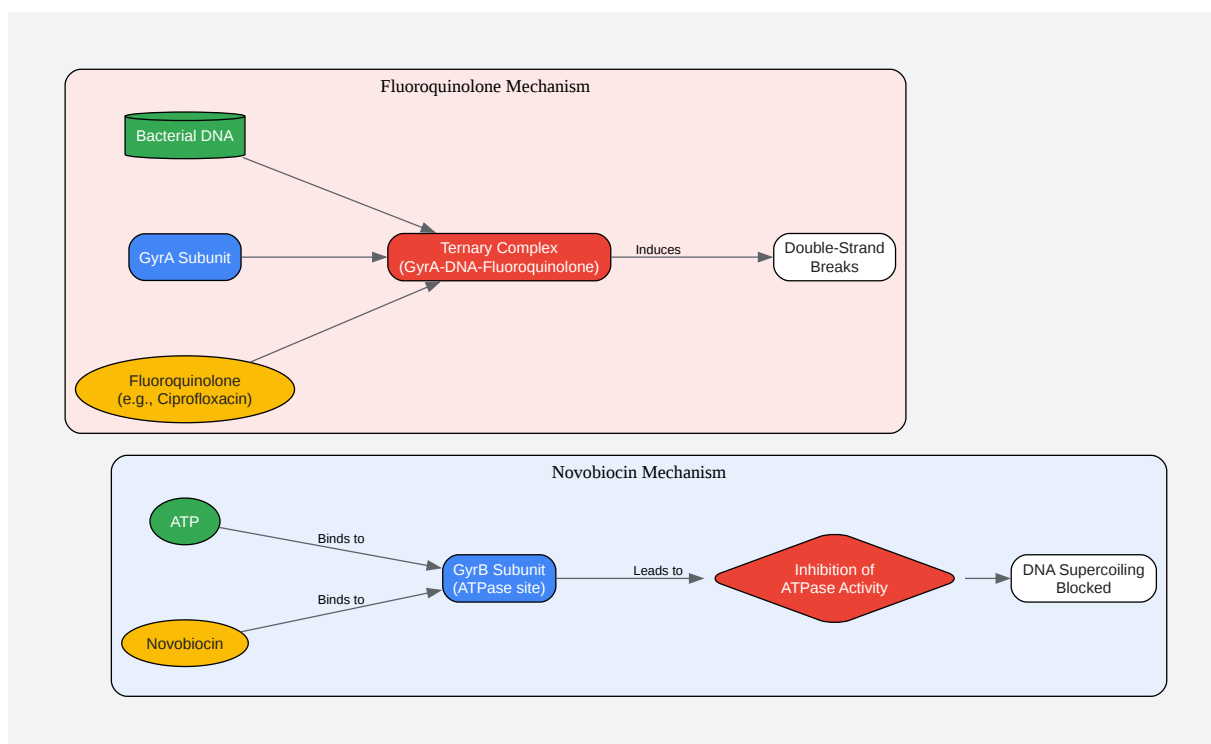 Fluoroquinolone Mechanism
Bacterial DNA
GyrA Subunit
Ternary Complex
(GyrA-DNA-Fluoroquinolone)
Induces
Double-Strand
Breaks
Fluoroquinolone
(e.g., Ciprofloxacin)
Novobiocin Mechanism
ATP
Binds to
GyrB Subunit
(ATPase site)
Leads to
Inhibition of
ATPase Activity
DNA Supercoiling
Blocked
Binds to
Novobiocin